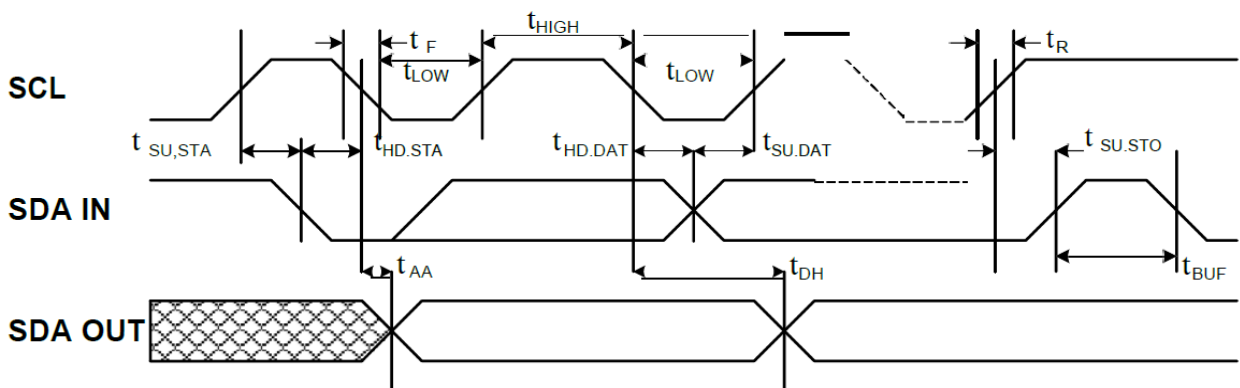 tHIGH
tF
tR
tLOW
tLOW
SCL
tSU,STA
tHD.STA
tHD.DAT
tSU.DAT
tSU.STO
SDA IN
tAA
tDH
tBUF
SDA OUT